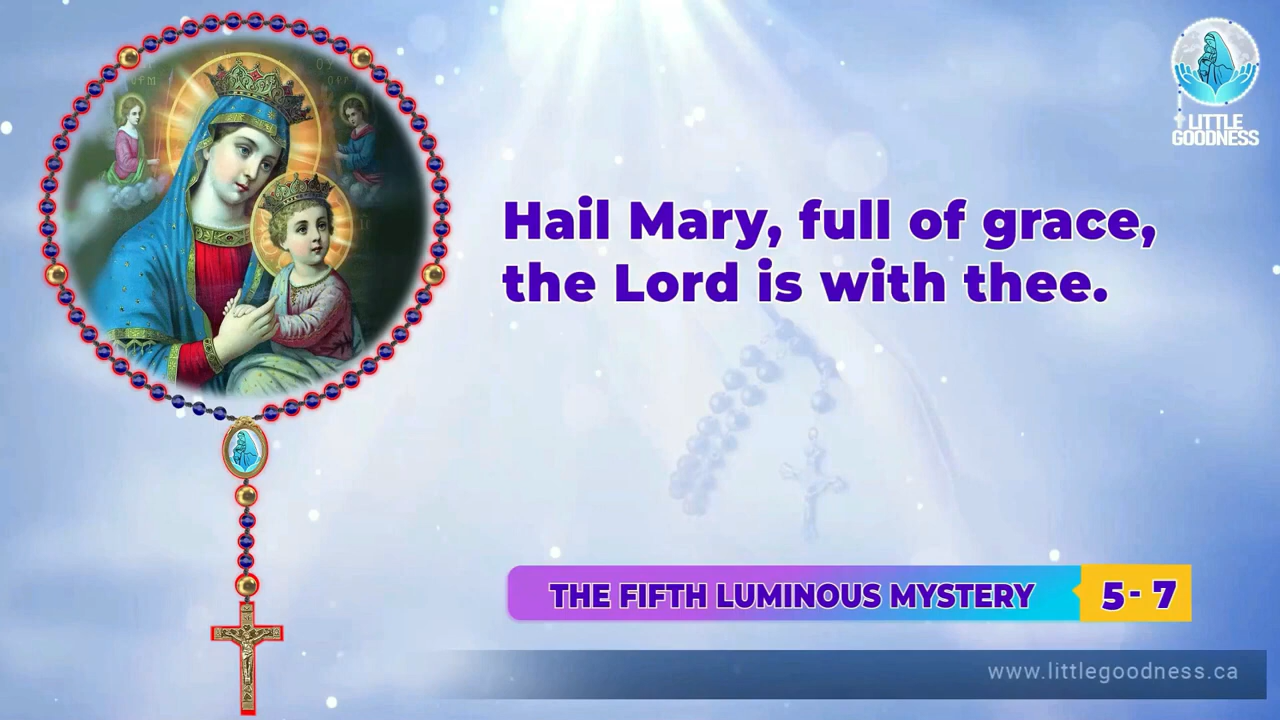 LITTLE
GOODNESS
Hail Mary, full of grace,
the Lord is with thee.
THE FIFTH LUMINOUS MYSTERY
5 - 7
www.littlegoodness.ca